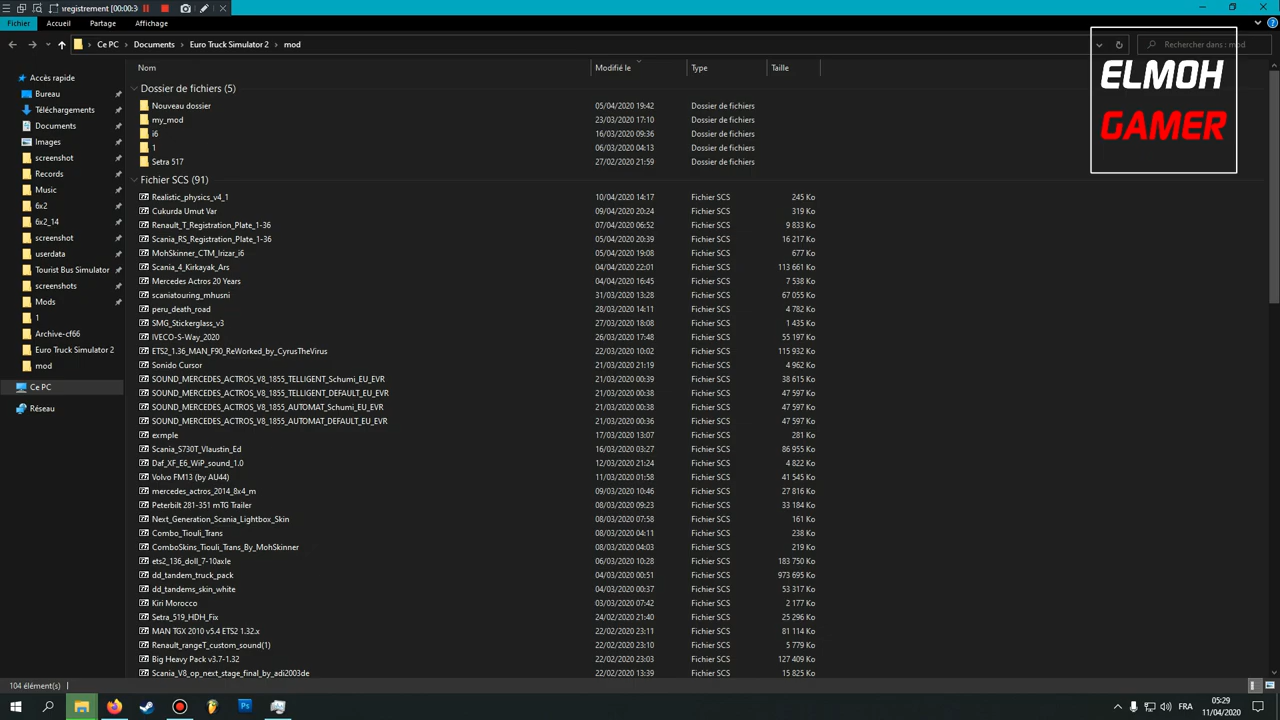 nregistrement [00:00:3
Fichier Accueil Partage Affichage
Ce PC Documents Euro Truck Simulator 2 mod Rechercher dans : mod
ELMOH
GAMER
Nom Modifié le Type Taille
Accès rapide
Bureau
Téléchargements
Documents
Images
screenshot
Records
Music
6x2
6x2_14
screenshot
userdata
Tourist Bus Simulator
screenshots
Mods
1
Archive-cf66
Euro Truck Simulator 2
mod
Ce PC
Réseau
Dossier de fichiers (5)
Nouveau dossier 05/04/2020 19:42 Dossier de fichiers
my_mod 23/03/2020 17:10 Dossier de fichiers
i6 16/03/2020 09:36 Dossier de fichiers
1 06/03/2020 04:13 Dossier de fichiers
Setra 517 27/02/2020 21:59 Dossier de fichiers
Fichier SCS (91)
Realistic_physics_v4_1 10/04/2020 14:17 Fichier SCS 245 Ko
Cukurda Umut Var 09/04/2020 20:24 Fichier SCS 319 Ko
Renault_T_Registration_Plate_1-36 07/04/2020 06:52 Fichier SCS 9 833 Ko
Scania_RS_Registration_Plate_1-36 05/04/2020 20:39 Fichier SCS 16 217 Ko
MohSkinner_CTM_Irizar_i6 05/04/2020 19:08 Fichier SCS 677 Ko
Scania_4_Kirkayak_Ars 04/04/2020 22:01 Fichier SCS 113 661 Ko
Mercedes Actros 20 Years 04/04/2020 16:45 Fichier SCS 7 538 Ko
scaniatouring_mhusni 31/03/2020 13:28 Fichier SCS 67 055 Ko
peru_death_road 28/03/2020 14:11 Fichier SCS 4 782 Ko
SMG_Stickerglass_v3 27/03/2020 18:08 Fichier SCS 1 435 Ko
IVECO-S-Way_2020 26/03/2020 17:48 Fichier SCS 55 197 Ko
ETS2_1.36_MAN_F90_ReWorked_by_CyrusTheVirus 22/03/2020 10:02 Fichier SCS 115 932 Ko
Sonido Cursor 21/03/2020 21:19 Fichier SCS 4 962 Ko
SOUND_MERCEDES_ACTROS_V8_1855_TELLIGENT_Schumi_EU_EVR 21/03/2020 00:39 Fichier SCS 38 615 Ko
SOUND_MERCEDES_ACTROS_V8_1855_TELLIGENT_DEFAULT_EU_EVR 21/03/2020 00:38 Fichier SCS 47 597 Ko
SOUND_MERCEDES_ACTROS_V8_1855_AUTOMAT_Schumi_EU_EVR 21/03/2020 00:38 Fichier SCS 47 597 Ko
SOUND_MERCEDES_ACTROS_V8_1855_AUTOMAT_DEFAULT_EU_EVR 21/03/2020 00:36 Fichier SCS 47 597 Ko
exmple 17/03/2020 13:07 Fichier SCS 281 Ko
Scania_S730T_Vlaustin_Ed 16/03/2020 03:27 Fichier SCS 86 955 Ko
Daf_XF_E6_WiP_sound_1.0 12/03/2020 21:24 Fichier SCS 4 822 Ko
Volvo FM13 (by AU44) 11/03/2020 01:58 Fichier SCS 41 545 Ko
mercedes_actros_2014_8x4_m 09/03/2020 10:46 Fichier SCS 27 816 Ko
Peterbilt 281-351 mTG Trailer 08/03/2020 09:23 Fichier SCS 33 184 Ko
Next_Generation_Scania_Lightbox_Skin 08/03/2020 07:58 Fichier SCS 161 Ko
Combo_Tiouli_Trans 08/03/2020 04:11 Fichier SCS 238 Ko
ComboSkins_Tiouli_Trans_By_MohSkinner 08/03/2020 04:03 Fichier SCS 219 Ko
ets2_136_doll_7-10axle 06/03/2020 10:28 Fichier SCS 183 750 Ko
dd_tandem_truck_pack 04/03/2020 00:51 Fichier SCS 973 695 Ko
dd_tandems_skin_white 04/03/2020 00:37 Fichier SCS 53 317 Ko
Kiri Morocco 03/03/2020 07:42 Fichier SCS 2 177 Ko
Setra_519_HDH_Fix 24/02/2020 21:40 Fichier SCS 25 296 Ko
MAN TGX 2010 v5.4 ETS2 1.32.x 22/02/2020 23:11 Fichier SCS 81 114 Ko
Renault_rangeT_custom_sound(1) 22/02/2020 23:10 Fichier SCS 5 779 Ko
Big Heavy Pack v3.7-1.32 22/02/2020 23:03 Fichier SCS 127 409 Ko
Scania_V8_op_next_stage_final_by_adi2003de 22/02/2020 13:39 Fichier SCS 15 825 Ko
104 élément(s)
FR
05:29
11/04/2020